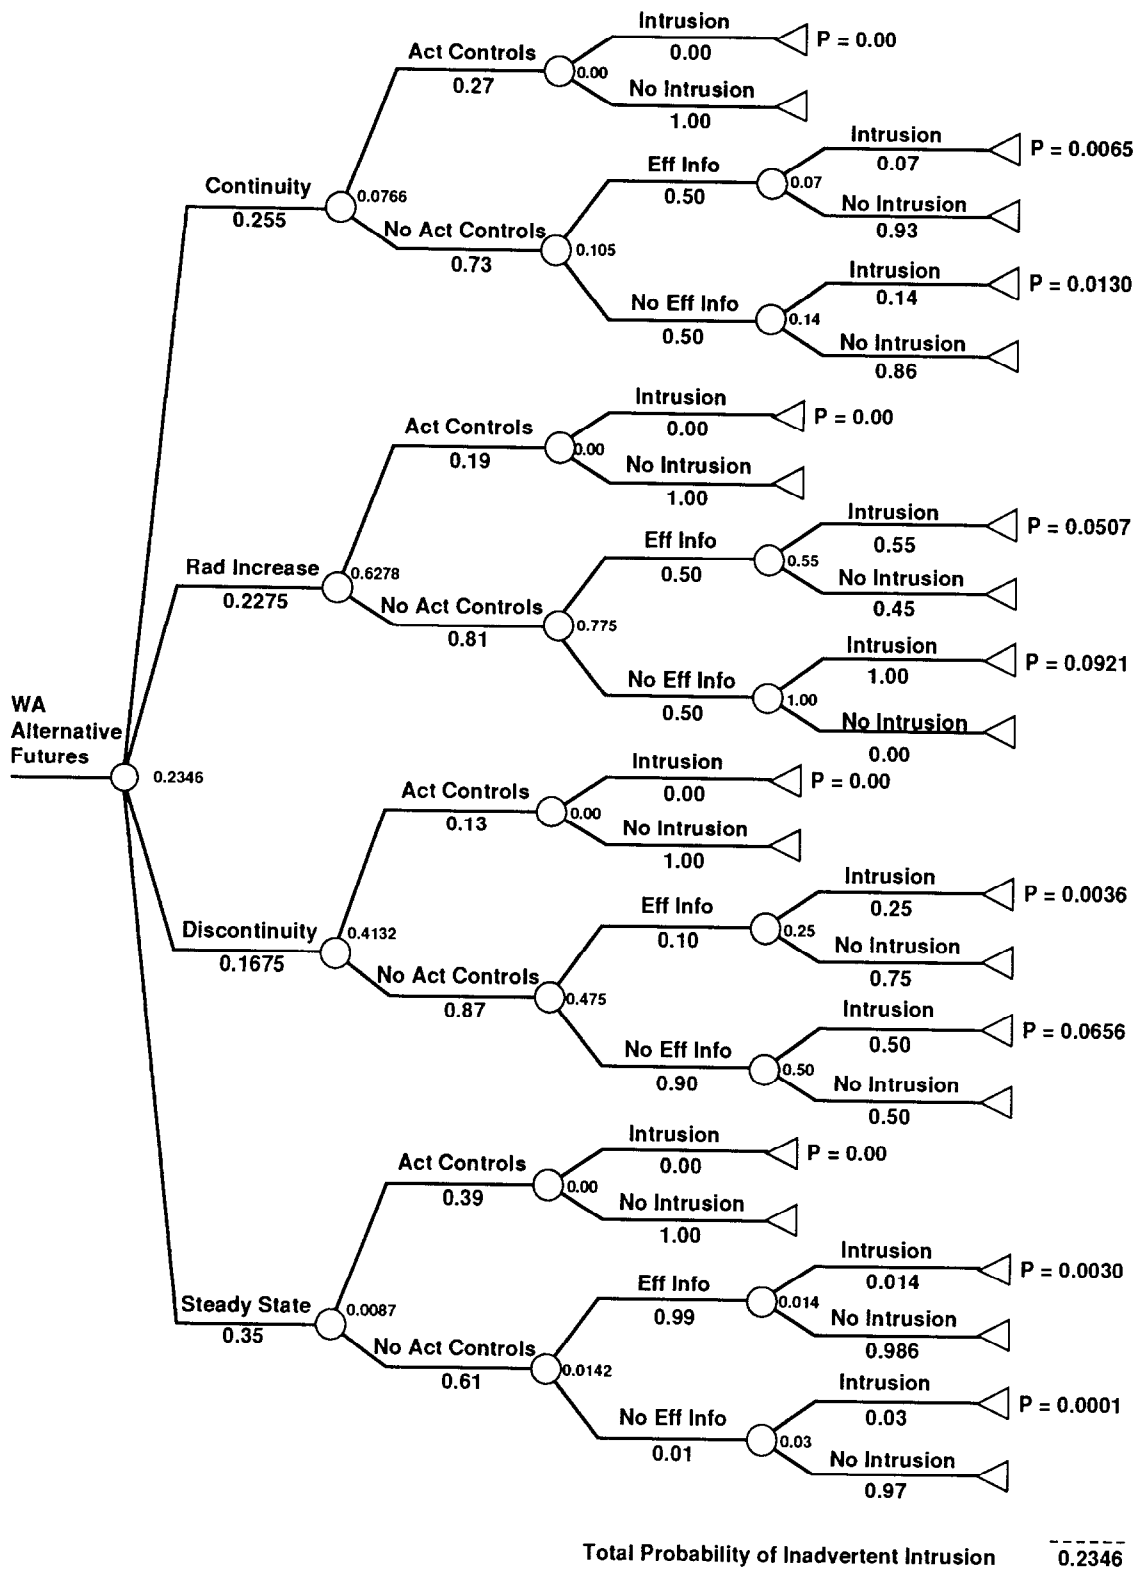 Intrusion
P = 0.00
0.00
Act Controls
0.27
0.00
No Intrusion
1.00
Intrusion
P = 0.0065
0.07
Eff Info
0.50
0.07
No Intrusion
0.93
Continuity
0.255
0.0766
No Act Controls
0.73
0.105
Intrusion
P = 0.0130
0.14
No Eff Info
0.50
0.14
No Intrusion
0.86
Intrusion
P = 0.00
0.00
Act Controls
0.19
0.00
No Intrusion
1.00
Intrusion
P = 0.0507
0.55
Eff Info
0.50
0.55
No Intrusion
0.45
Rad Increase
0.2275
0.6278
No Act Controls
0.81
0.775
Intrusion
P = 0.0921
1.00
No Eff Info
0.50
1.00
No Intrusion
0.00
WA
Alternative
Futures
0.2346
Intrusion
P = 0.00
0.00
Act Controls
0.13
0.00
No Intrusion
1.00
Intrusion
P = 0.0036
0.25
Eff Info
0.10
0.25
No Intrusion
0.75
Discontinuity
0.1675
0.4132
No Act Controls
0.87
0.475
Intrusion
P = 0.0656
0.50
No Eff Info
0.90
0.50
No Intrusion
0.50
Intrusion
P = 0.00
0.00
Act Controls
0.39
0.00
No Intrusion
1.00
Intrusion
P = 0.0030
0.014
Eff Info
0.99
0.014
No Intrusion
0.986
Steady State
0.35
0.0087
No Act Controls
0.61
0.0142
Intrusion
P = 0.0001
0.03
No Eff Info
0.01
0.03
No Intrusion
0.97
Total Probability of Inadvertent Intrusion 0.2346